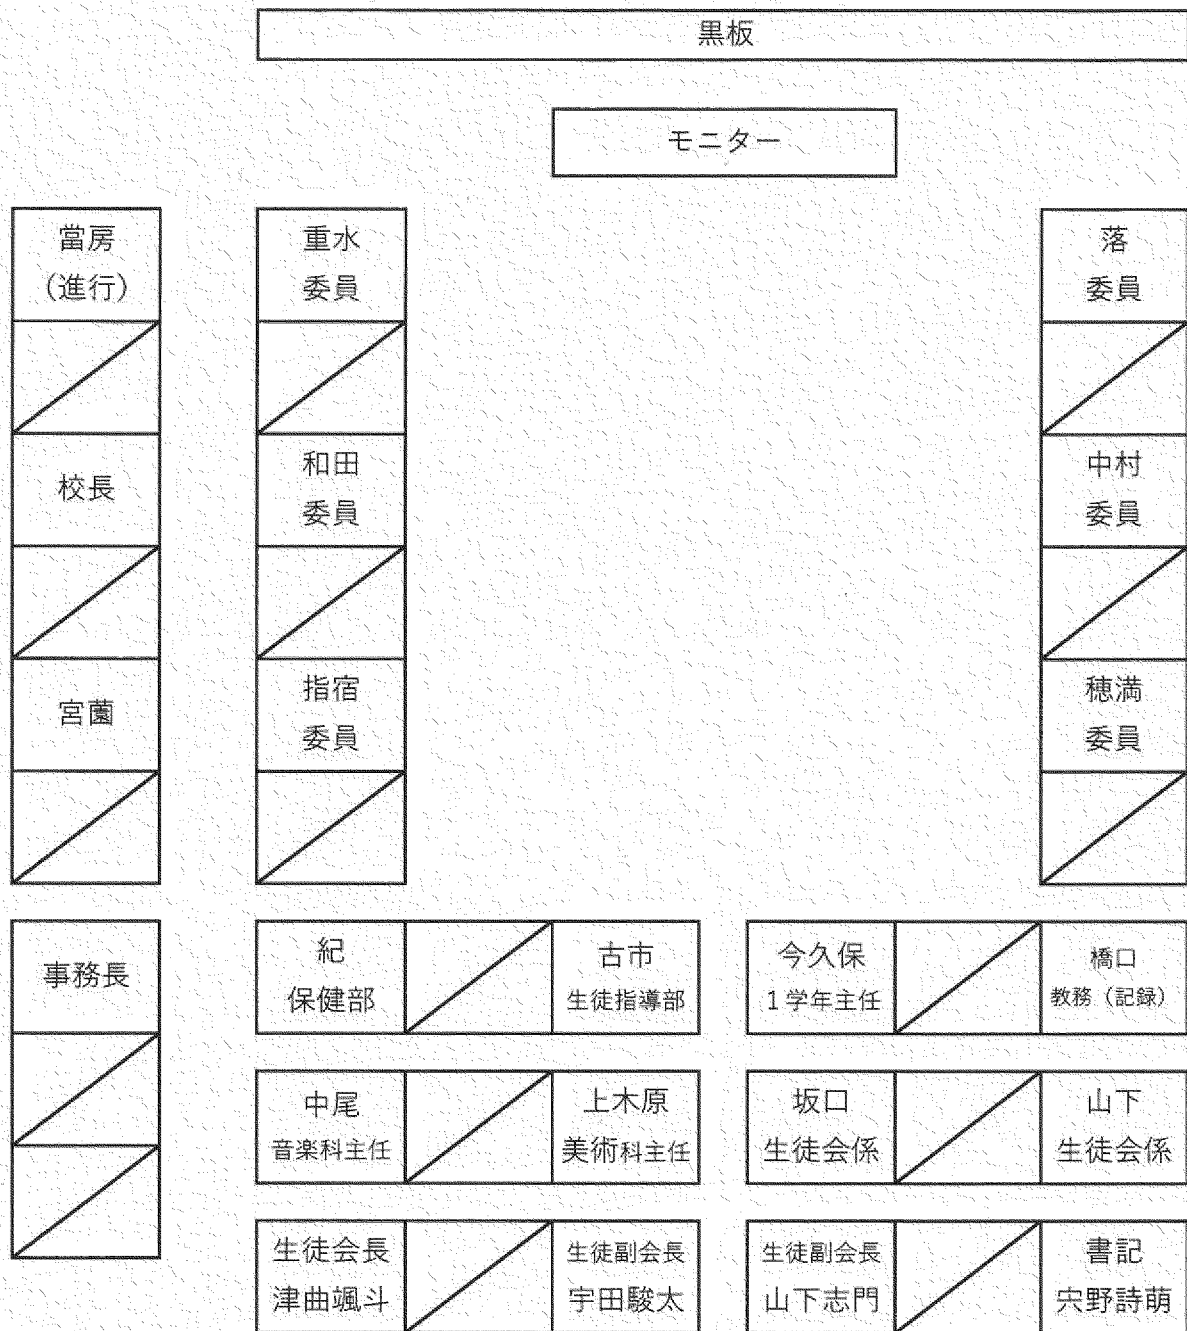 黒板
モニター
當房
（進行）
重水
委員
落
委員
校長
和田
委員
中村
委員
宮薗
指宿
委員
穂満
委員
事務長
紀
保健部
古市
生徒指導部
今久保
1学年主任
橋口
教務（記録）
中尾
音楽科主任
上木原
美術科主任
坂口
生徒会係
山下
生徒会係
生徒会長
津曲颯斗
生徒副会長
宇田駿太
生徒副会長
山下志門
書記
宍野詩萌